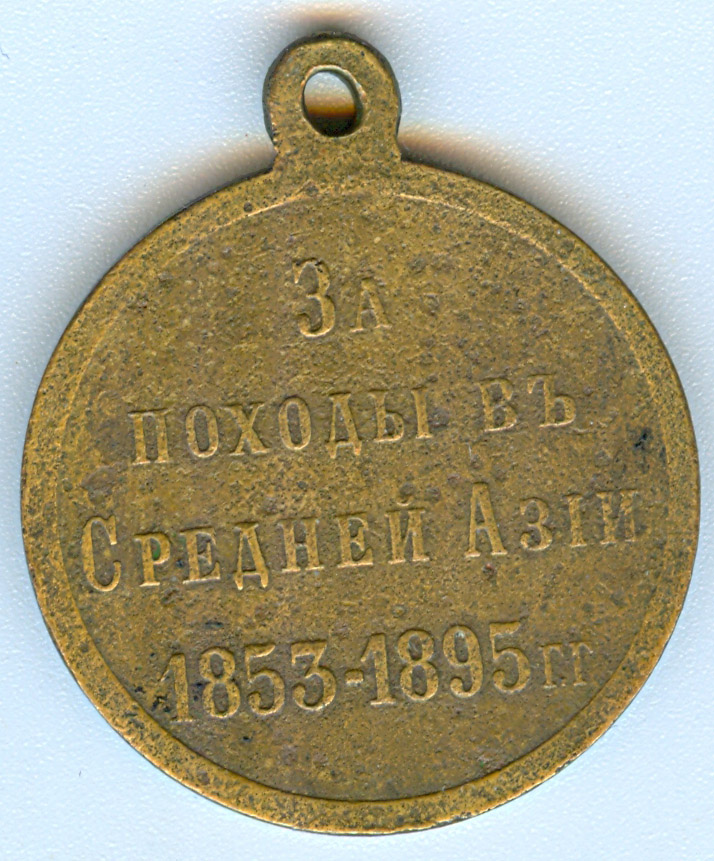 За
походы въ
Средней Азіи
1853-1895 гг